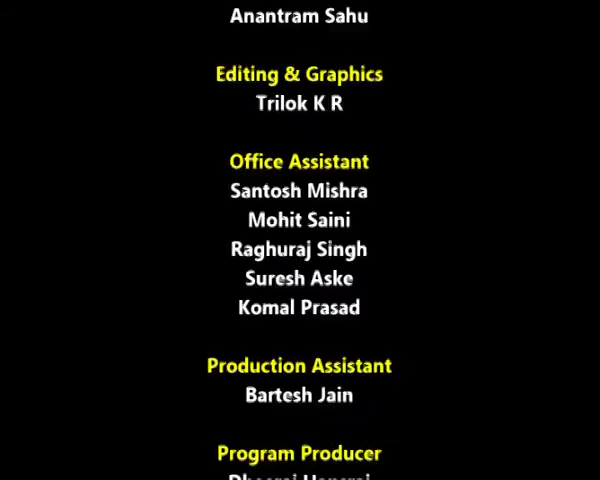 Anantram Sahu
Editing & Graphics
Trilok K R
Office Assistant
Santosh Mishra
Mohit Saini
Raghuraj Singh
Suresh Aske
Komal Prasad
Production Assistant
Bartesh Jain
Program Producer